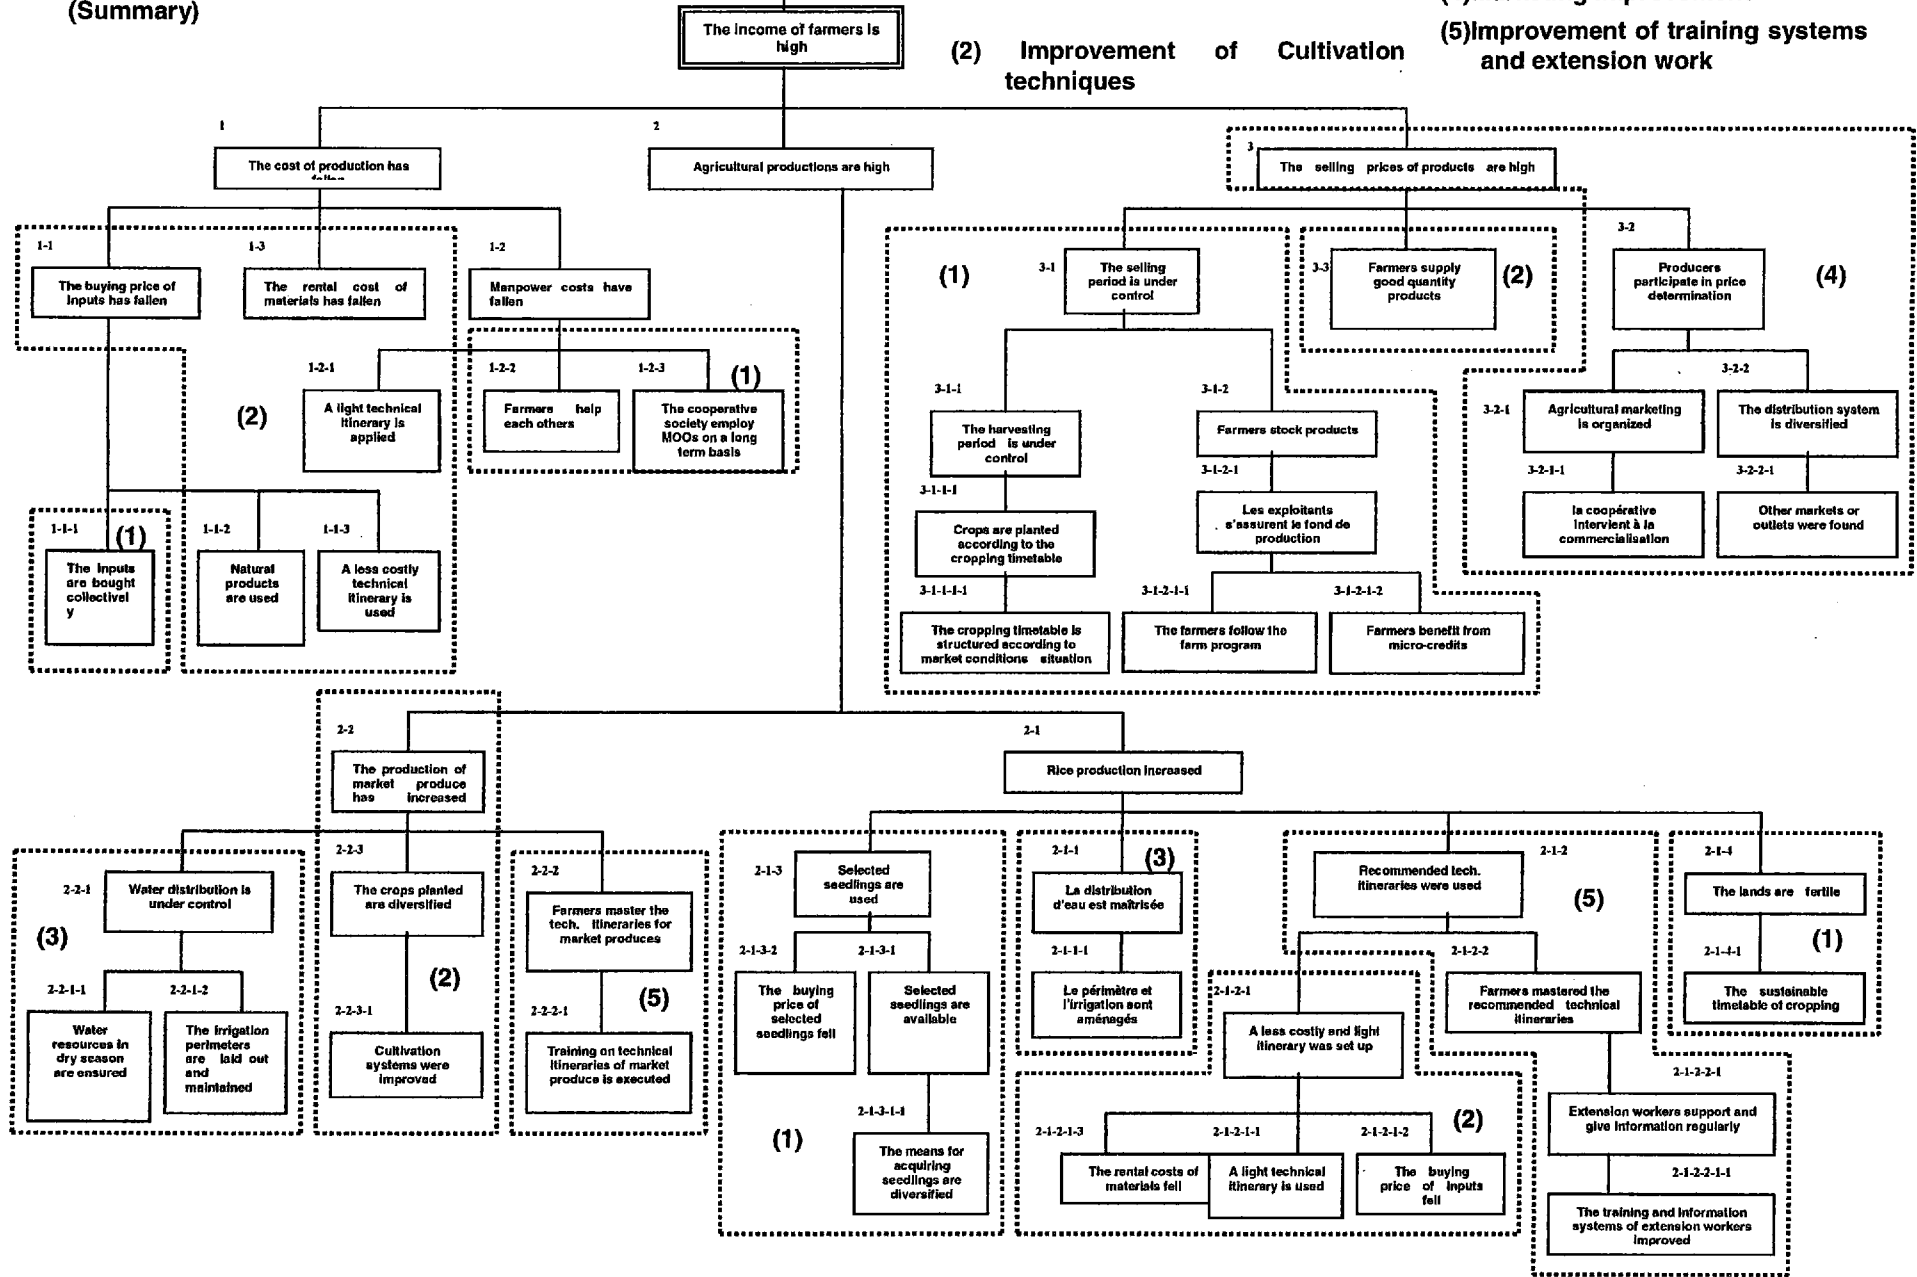 (Summary)
The income of farmers is
high
(2) Improvement of Cultivation
techniques
(5)Improvement of training systems
and extension work
1
The cost of production has
2
Agricultural productions are high
3
The selling prices of products are high
1-1
The buying price of
inputs has fallen
1-3
The rental cost of
materials has fallen
1-2
Manpower costs have
fallen
1-2-1
A light technical
itinerary is
applied
(2)
1-2-2
Farmers help
each others
1-2-3
(1)
The cooperative
society employ
MOOs on a long
term basis
1-1-1
(1)
The inputs
are bought
collectivel
y
1-1-2
Natural
products
are used
1-1-3
A less costly
technical
itinerary is
used
(1)
3-1
The selling
period is under
control
3-3
Farmers supply
good quantity
products
(2)
3-2
Producers
participate in price
determination
(4)
3-1-1
The harvesting
period is under
control
3-1-2
Farmers stock products
3-2-1
Agricultural marketing
is organized
3-2-2
The distribution system
is diversified
3-1-1-1
Crops are planted
according to the
cropping timetable
3-1-2-1
Les exploitants
s'assurent le fond de
production
3-2-1-1
la coopérative
intervient à la
commercialisation
3-2-2-1
Other markets or
outlets were found
3-1-1-1-1
The cropping timetable is
structured according to
market conditions situation
3-1-2-1-1
The farmers follow the
farm program
3-1-2-1-2
Farmers benefit from
micro-credits
2-2
The production of
market produce
has increased
2-1
Rice production increased
2-2-1
Water distribution is
under control
(3)
2-2-1-1
Water
resources in
dry season
are ensured
2-2-1-2
The irrigation
perimeters
are laid out
and
maintained
2-2-3
The crops planted
are diversified
(2)
2-2-3-1
Cultivation
systems were
improved
2-2-2
Farmers master the
tech. itineraries for
market produces
(5)
2-2-2-1
Training on technical
itineraries of market
produce is executed
2-1-3
Selected
seedlings are
used
2-1-3-2
The buying
price of
selected
seedlings fell
2-1-3-1
Selected
seedlings are
available
2-1-3-1-1
The means for
acquiring
seedlings are
diversified
(1)
2-1-1
(3)
La distribution
d'eau est maîtrisée
2-1-1-1
Le périmètre et
l'irrigation sont
aménagés
2-1-2
Recommended tech.
itineraries were used
(5)
2-1-2-1
A less costly and light
itinerary was set up
2-1-2-2
Farmers mastered the
recommended technical
itineraries
2-1-4
The lands are fertile
(1)
2-1-4-1
The sustainable
timetable of cropping
2-1-2-1-3
The rental costs of
materials fell
2-1-2-1-1
A light technical
itinerary is used
2-1-2-1-2
The buying
price of inputs
fell
(2)
2-1-2-2-1
Extension workers support and
give information regularly
2-1-2-2-1-1
The training and information
systems of extension workers
improved